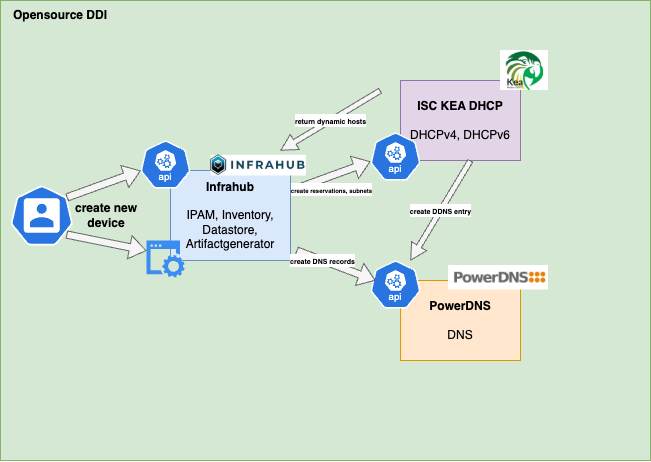 Opensource DDI
Kea
ISC KEA DHCP
DHCPv4, DHCPv6
return dynamic hosts
api
INFRAHUB
api
Infrahub
create reservations, subnets
create new
device
IPAM, Inventory,
Datastore,
Artifactgenerator
create DDNS entry
create DNS records
api
PowerDNS
PowerDNS
DNS